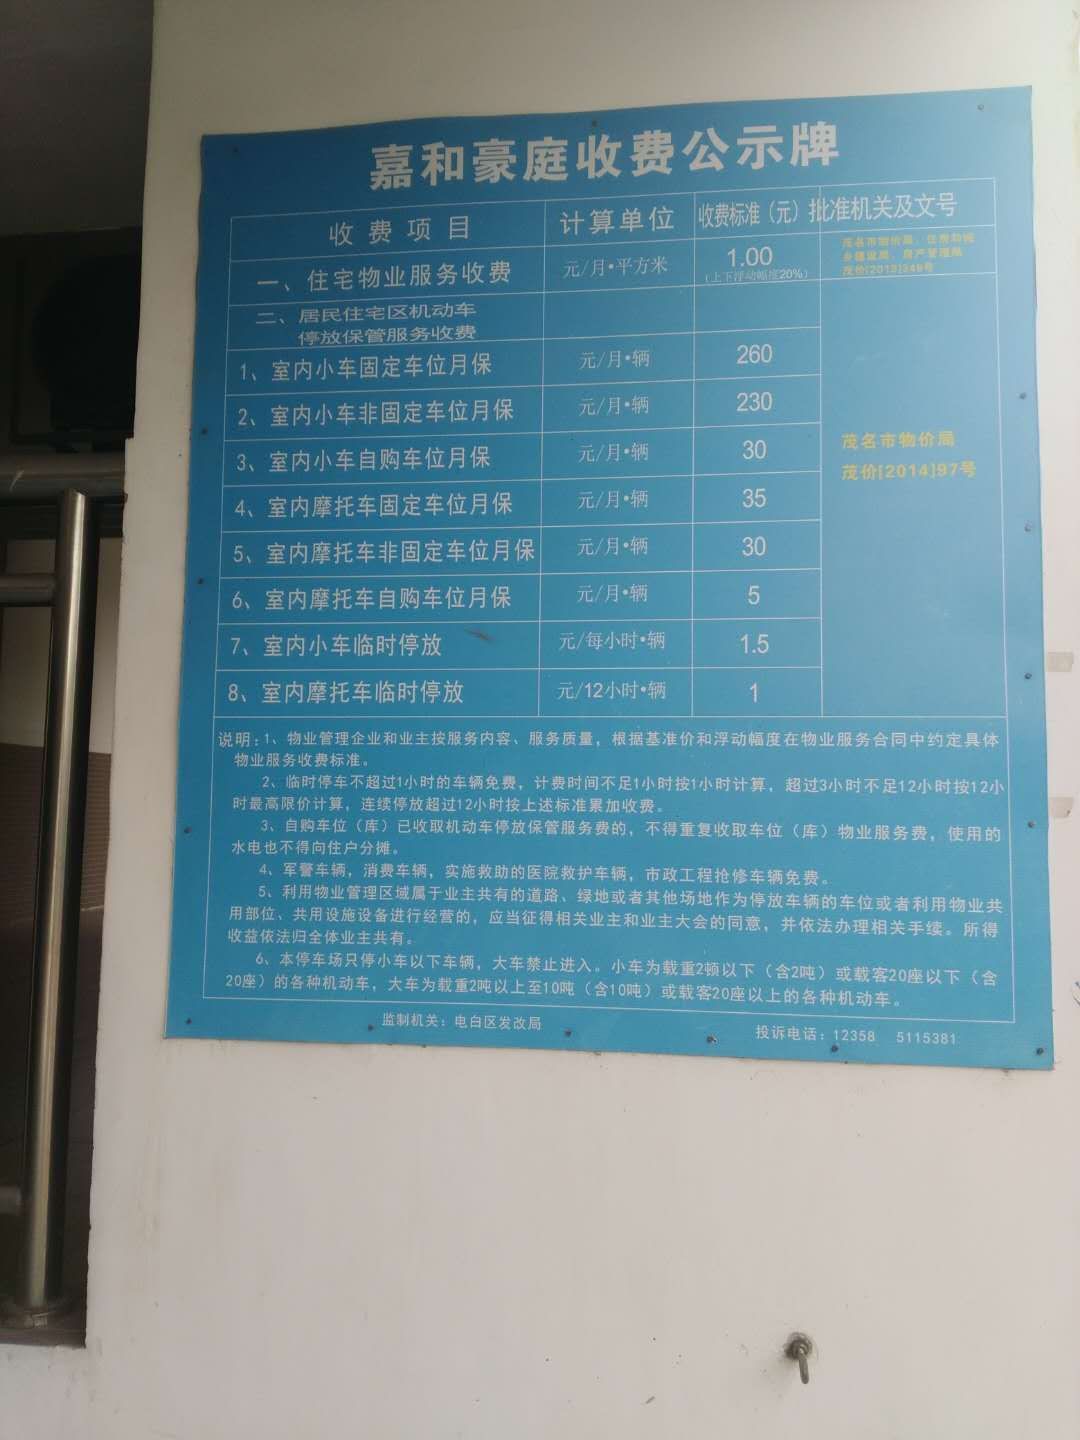 嘉和豪庭收费公示牌
收费项目 计算单位 收费标准（元） 批准机关及文号
一、住宅物业服务收费 元/月•平方米 1.00
（上下浮动幅度20%）
茂名市物价局、住房和城
乡建设局、房产管理局
茂价[2013]349号
二、居民住宅区机动车
停放保管服务收费
1、室内小车固定车位月保 元/月•辆 260
2、室内小车非固定车位月保 元/月•辆 230
3、室内小车自购车位月保 元/月•辆 30
4、室内摩托车固定车位月保 元/月•辆 35
5、室内摩托车非固定车位月保 元/月•辆 30
6、室内摩托车自购车位月保 元/月•辆 5
7、室内小车临时停放 元/每小时•辆 1.5
8、室内摩托车临时停放 元/12小时•辆 1
茂名市物价局
茂价[2014]97号
说明：1、物业管理企业和业主按服务内容、服务质量，根据基准价和浮动幅度在物业服务合同中约定具体
物业服务收费标准。
2、临时停车不超过1小时的车辆免费，计费时间不足1小时按1小时计算，超过3小时不足12小时按12小
时最高限价计算，连续停放超过12小时按上述标准累加收费。
3、自购车位（库）已收取机动车停放保管服务费的，不得重复收取车位（库）物业服务费，使用的
水电也不得向住户分摊。
4、军警车辆，消费车辆，实施救助的医院救护车辆，市政工程抢修车辆免费。
5、利用物业管理区域属于业主共有的道路、绿地或者其他场地作为停放车辆的车位或者利用物业共
用部位、共用设施设备进行经营的，应当征得相关业主和业主大会的同意，并依法办理相关手续。所得
收益依法归全体业主共有。
6、本停车场只停小车以下车辆，大车禁止进入。小车为载重2顿以下（含2吨）或载客20座以下（含
20座）的各种机动车，大车为载重2吨以上至10吨（含10吨）或载客20座以上的各种机动车。
监制机关：电白区发改局 投诉电话：12358 5115381